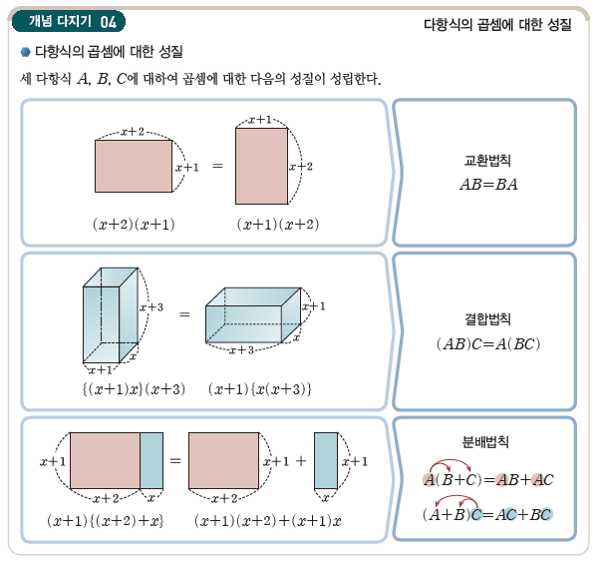 개념 다지기 04
다항식의 곱셈에 대한 성질
다항식의 곱셈에 대한 성질
세 다항식 A, B, C에 대하여 곱셈에 대한 다음의 성질이 성립한다.
x+2
x+1
=
x+1
x+2
(x+2)(x+1)
(x+1)(x+2)
교환법칙
AB=BA
x+3
x
x+1
=
x+1
x
x+3
{(x+1)x}(x+3)
(x+1){x(x+3)}
결합법칙
(AB)C=A(BC)
x+1
x+2
x
=
x+1
x+2
+
x+1
x
(x+1){(x+2)+x}
(x+1)(x+2)+(x+1)x
분배법칙
A(B+C)=AB+AC
(A+B)C=AC+BC